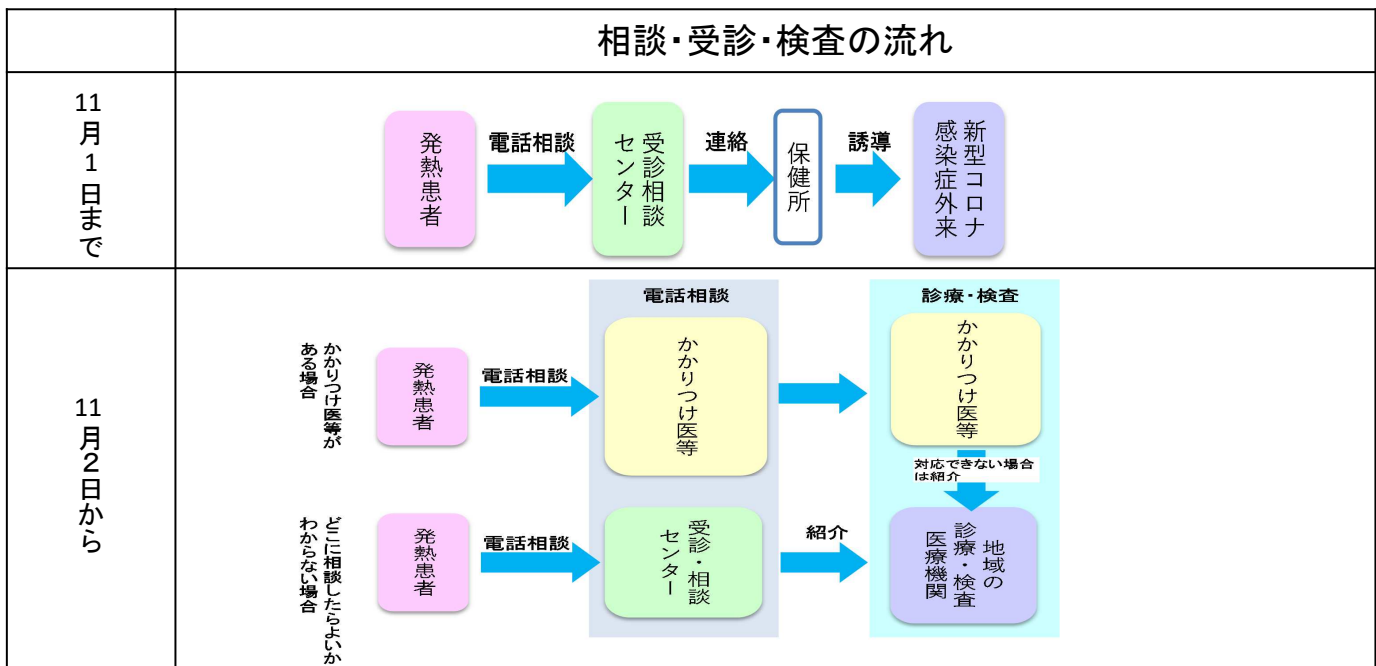 相談・受診・検査の流れ
11
月
1
日
ま
で
発熱患者
電話相談
受診相談
センター
連絡
保健所
誘導
新型コロナ
感染症外来
11
月
2
日
か
ら
電話相談
診療・検査
かかりつけ医等が
ある場合
発熱患者
電話相談
かかりつけ医等
かかりつけ医等
対応できない場合
は紹介
どこに相談したらよいか
わからない場合
発熱患者
電話相談
受診・相談
センター
紹介
地域の
診療・検査
医療機関